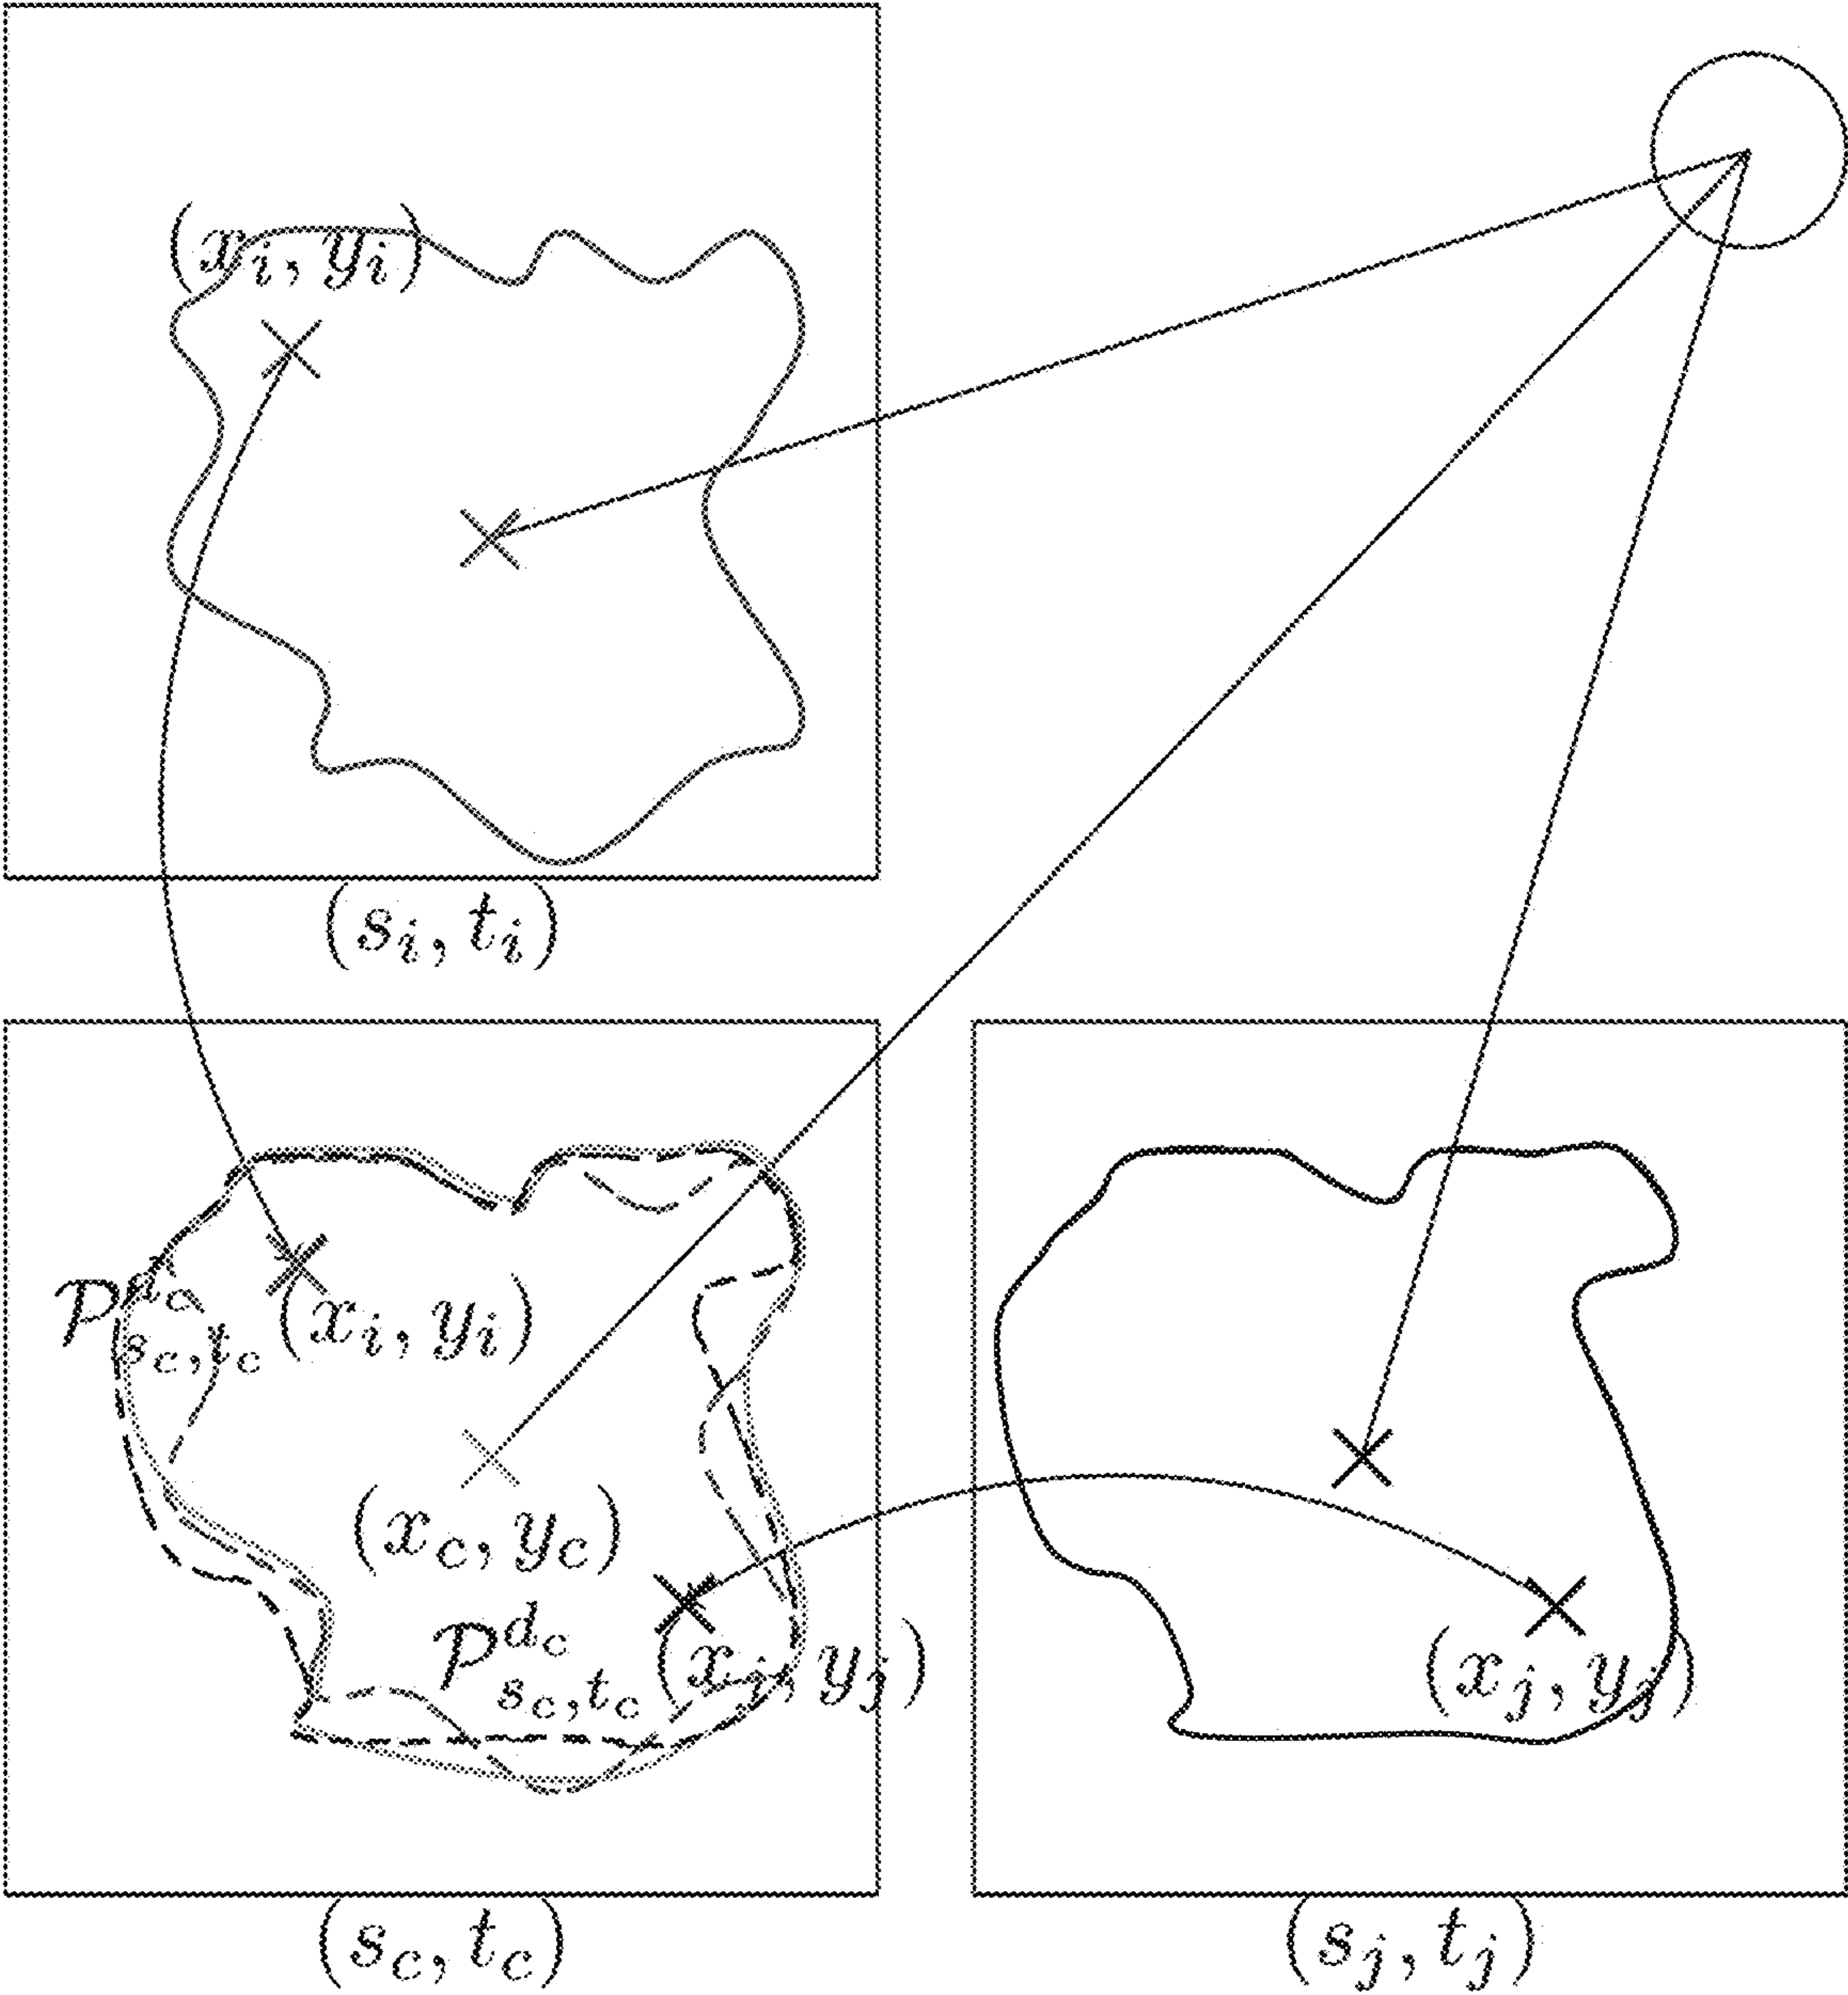 (x_i, y_i)
(s_i, t_i)
P^{d_c}_{s_c,t_c}(x_i, y_i)
(x_c, y_c)
P^{d_c}_{s_c,t_c}(x_j, y_j)
(x_j, y_j)
(s_c, t_c)
(s_j, t_j)